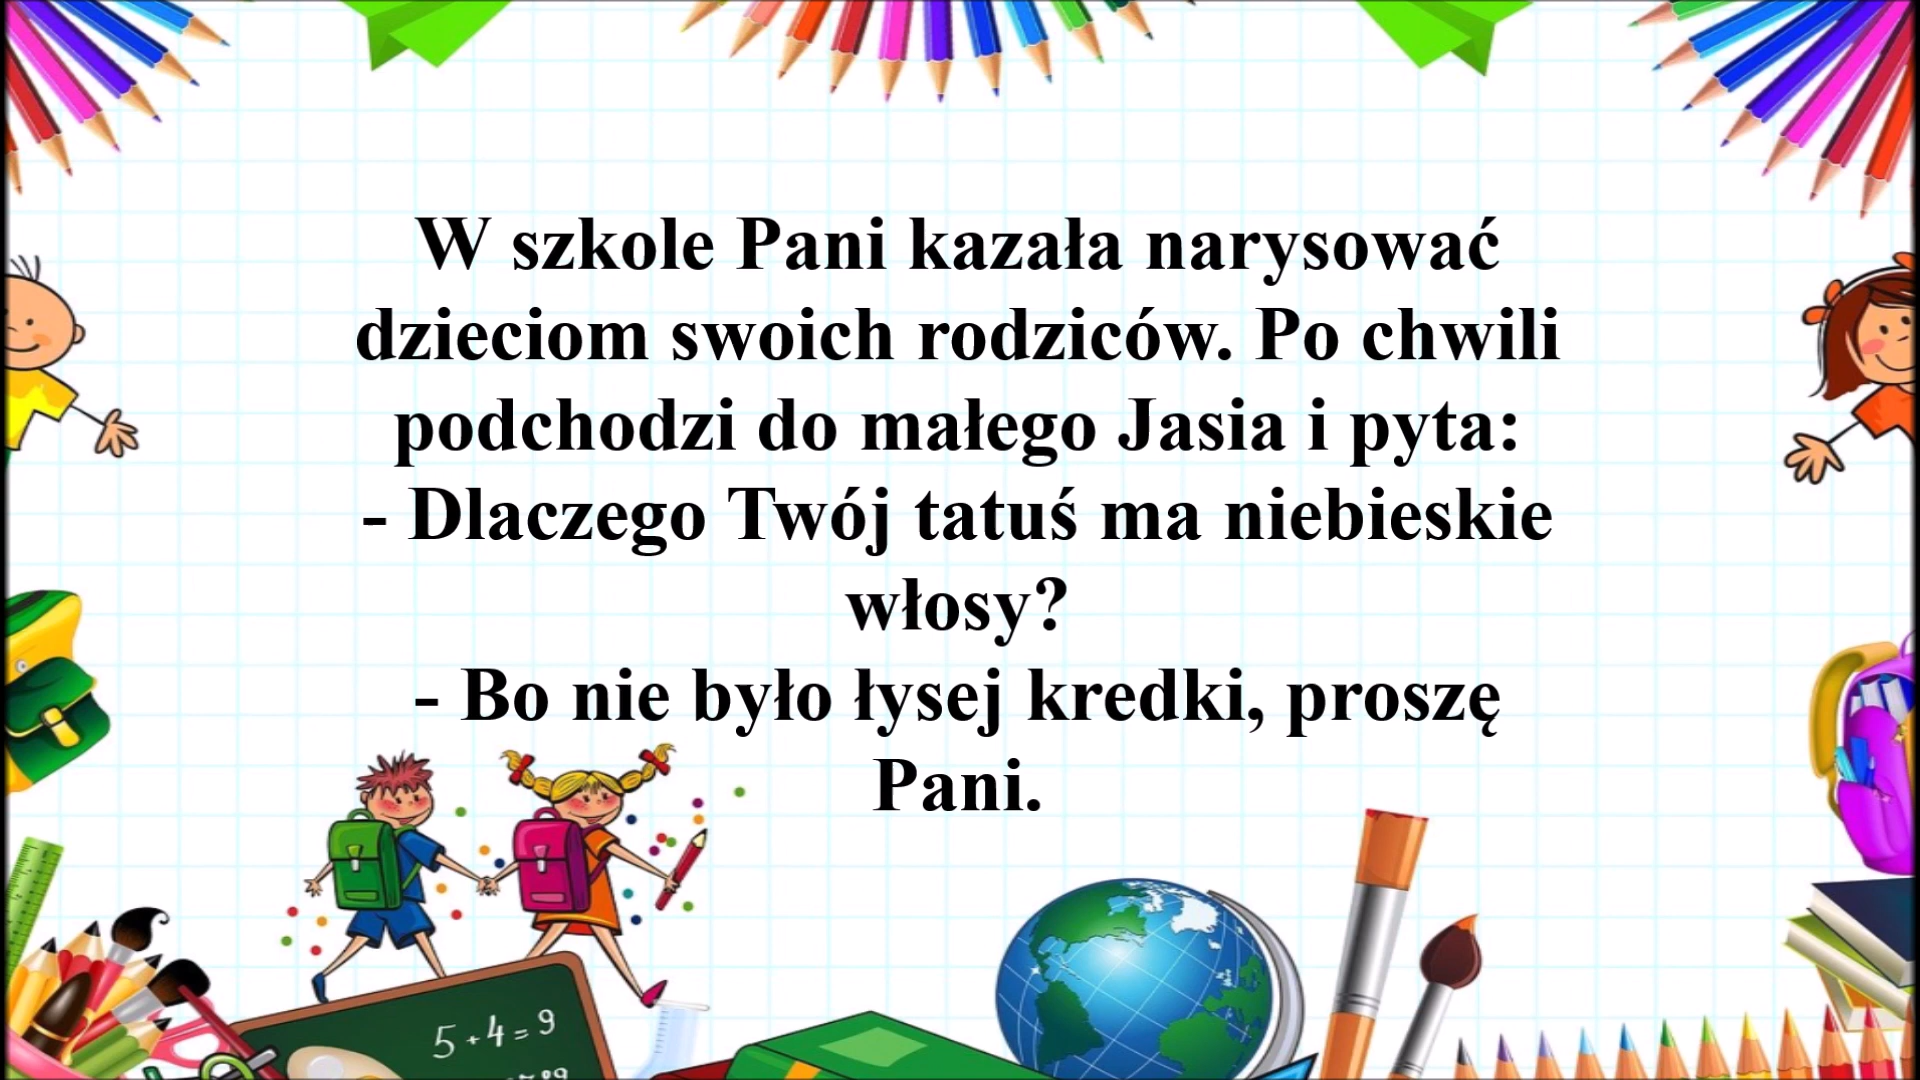 W szkole Pani kazała narysować
dzieciom swoich rodziców. Po chwili
podchodzi do małego Jasia i pyta:
- Dlaczego Twój tatuś ma niebieskie
włosy?
- Bo nie było łysej kredki, proszę
Pani.
5+4=9